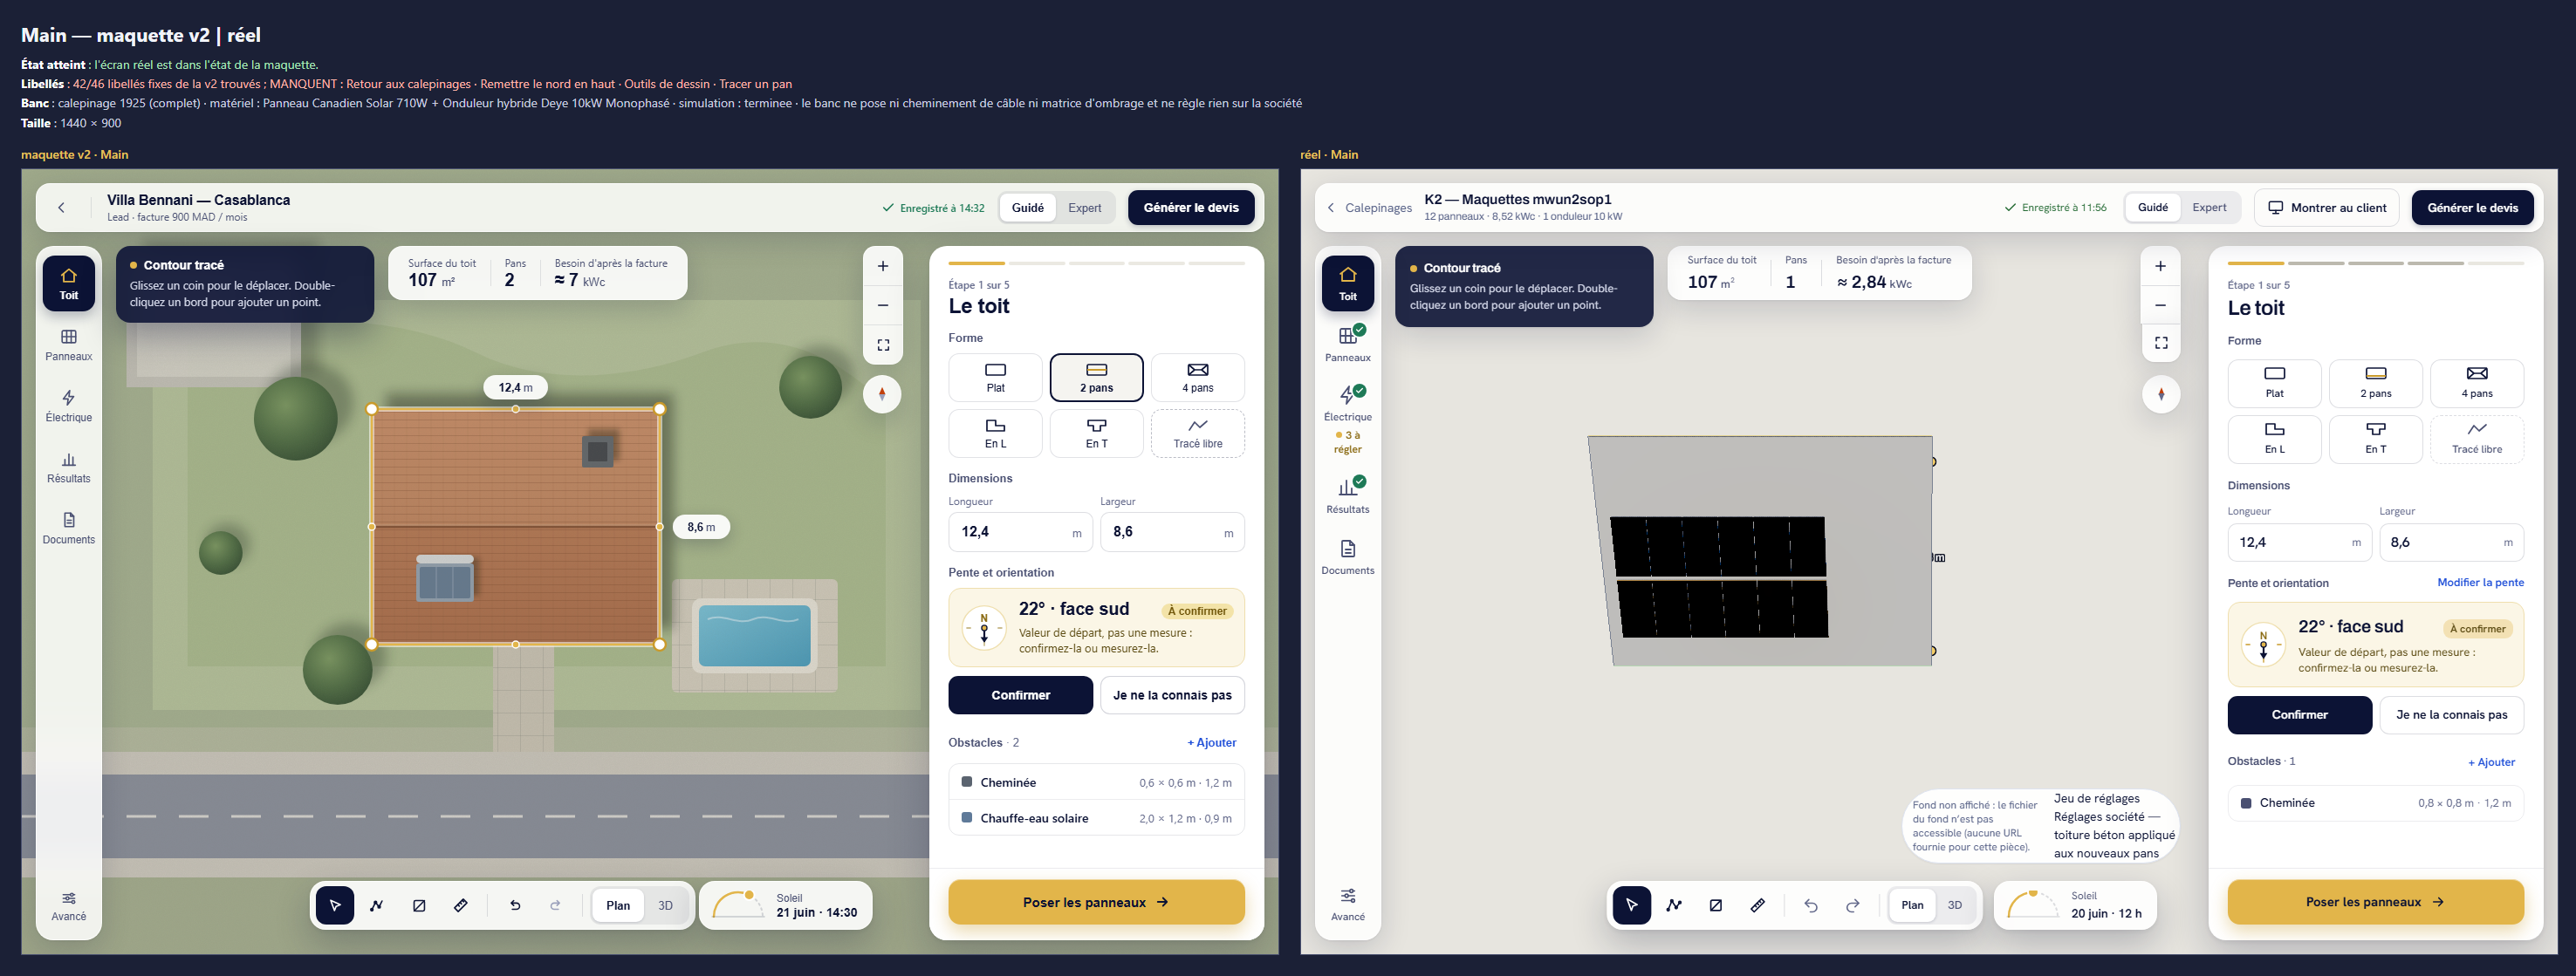 Main — maquette v2 | réel
État atteint : l'écran réel est dans l'état de la maquette.
Libellés : 42/46 libellés fixes de la v2 trouvés ; MANQUENT : Retour aux calepinages · Remettre le nord en haut · Outils de dessin · Tracer un pan
Banc : calepinage 1925 (complet) · matériel : Panneau Canadien Solar 710W + Onduleur hybride Deye 10kW Monophasé · simulation : terminee · le banc ne pose ni cheminement de câble ni matrice d'ombrage et ne règle rien sur la société
Taille : 1440 × 900
maquette v2 · Main
Villa Bennani — Casablanca
Lead · facture 900 MAD / mois
Enregistré à 14:32
Guidé
Expert
Générer le devis
Toit
Panneaux
Électrique
Résultats
Documents
Avancé
Contour tracé
Glissez un coin pour le déplacer. Double-
cliquez un bord pour ajouter un point.
Surface du toit
107 m²
Pans
2
Besoin d'après la facture
≈ 7 kWc
+
−
12,4 m
8,6 m
Étape 1 sur 5
Le toit
Forme
Plat
2 pans
4 pans
En L
En T
Tracé libre
Dimensions
Longueur
Largeur
12,4 m
8,6 m
Pente et orientation
N
22° · face sud
À confirmer
Valeur de départ, pas une mesure :
confirmez-la ou mesurez-la.
Confirmer
Je ne la connais pas
Obstacles · 2
+ Ajouter
Cheminée
0,6 × 0,6 m · 1,2 m
Chauffe-eau solaire
2,0 × 1,2 m · 0,9 m
Plan
3D
Soleil
21 juin · 14:30
Poser les panneaux →
réel · Main
Calepinages
K2 — Maquettes mwun2sop1
12 panneaux · 8,52 kWc · 1 onduleur 10 kW
Enregistré à 11:56
Guidé
Expert
Montrer au client
Générer le devis
Toit
Panneaux
Électrique
3 à
régler
Résultats
Documents
Avancé
Contour tracé
Glissez un coin pour le déplacer. Double-
cliquez un bord pour ajouter un point.
Surface du toit
107 m²
Pans
1
Besoin d'après la facture
≈ 2,84 kWc
+
−
Étape 1 sur 5
Le toit
Forme
Plat
2 pans
4 pans
En L
En T
Tracé libre
Dimensions
Longueur
Largeur
12,4 m
8,6 m
Pente et orientation
Modifier la pente
N
22° · face sud
À confirmer
Valeur de départ, pas une mesure :
confirmez-la ou mesurez-la.
Confirmer
Je ne la connais pas
Obstacles · 1
+ Ajouter
Cheminée
0,8 × 0,8 m · 1,2 m
Fond non affiché : le fichier
du fond n'est pas
accessible (aucune URL
fournie pour cette pièce).
Jeu de réglages
Réglages société —
toiture béton appliqué
aux nouveaux pans
Plan
3D
Soleil
20 juin · 12 h
Poser les panneaux →